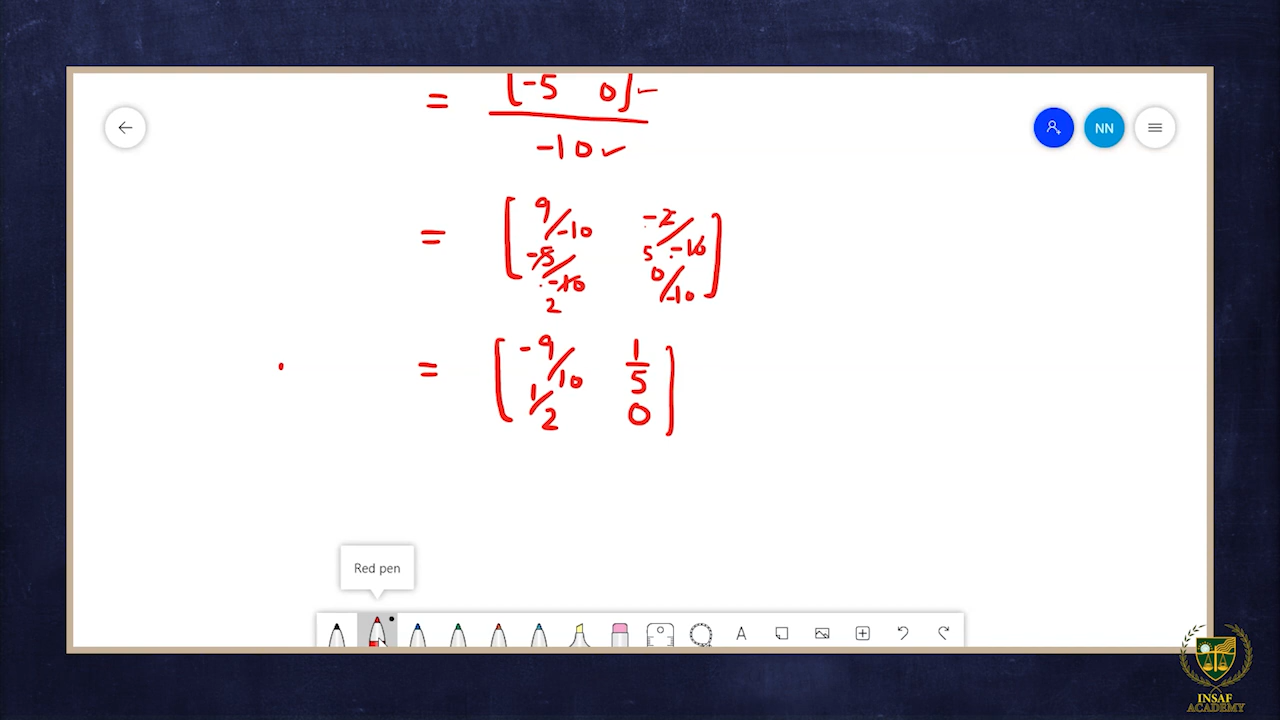 = [-5 0]
-10
= [9/-10 -2/-10
-5/-10 0/-10]
5
2
= [-9/10 1/5
1/2 0]
NN
Red pen
A
INSAF
ACADEMY